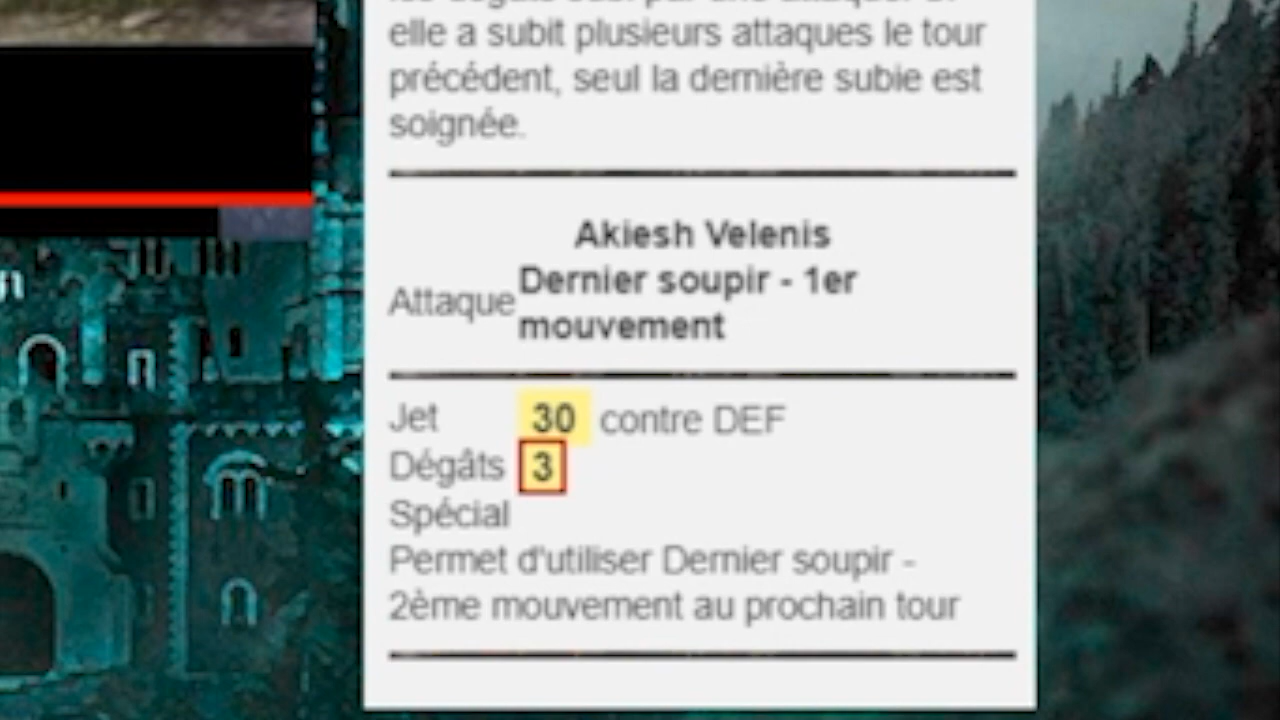 elle a subit plusieurs attaques le tour
précédent, seul la dernière subie est
soignée.
Akiesh Velenis
Attaque Dernier soupir - 1er
mouvement
Jet 30 contre DEF
Dégâts 3
Spécial
Permet d'utiliser Dernier soupir -
2ème mouvement au prochain tour